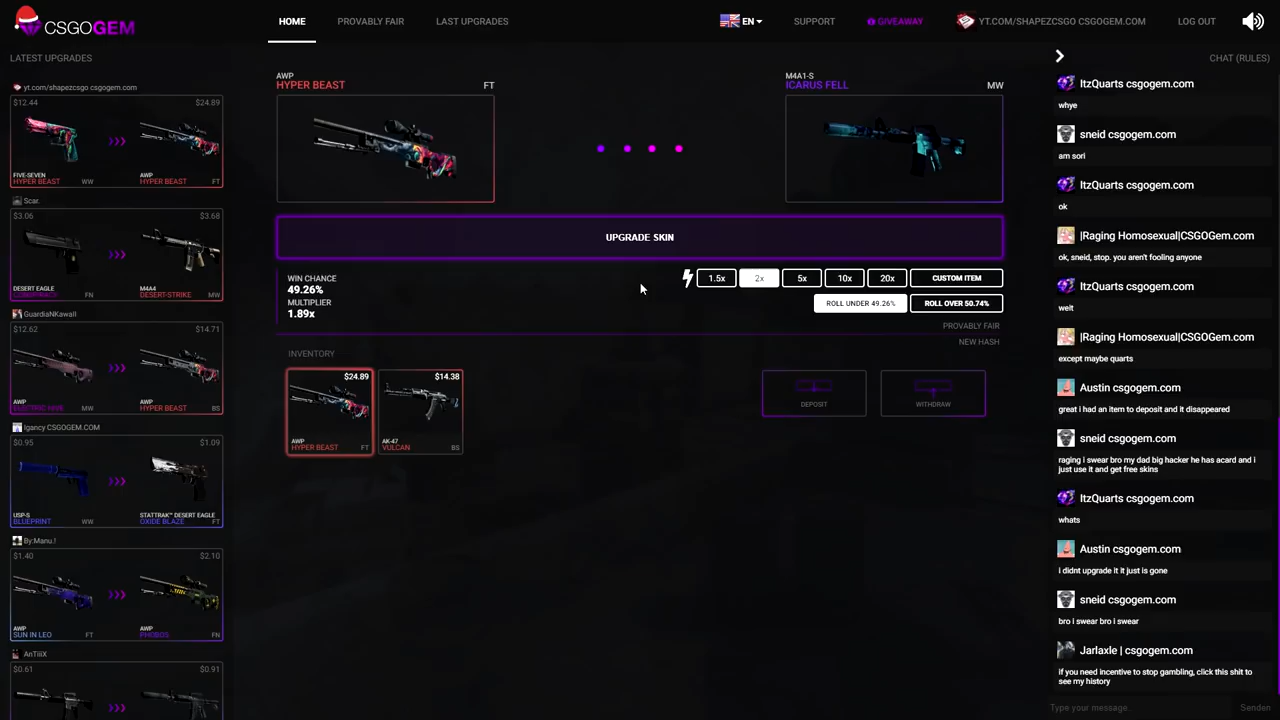 CSGOGEM
HOME
PROVABLY FAIR
LAST UPGRADES
EN
SUPPORT
GIVEAWAY
YT.COM/SHAPEZCSGO CSGOGEM.COM
LOG OUT
LATEST UPGRADES
yt.com/shapezcsgo csgogem.com
$12.44
$24.89
FIVE-SEVEN
HYPER BEAST WW
AWP
HYPER BEAST FT
Scar.
$3.06
$3.68
DESERT EAGLE
CONSPIRACY FN
M4A4
DESERT-STRIKE MW
GuardiaNKawaII
$12.62
$14.71
AWP
ELECTRIC HIVE MW
AWP
HYPER BEAST BS
Igancy CSGOGEM.COM
$0.95
$1.09
USP-S
BLUEPRINT WW
STATTRAK™ DESERT EAGLE
OXIDE BLAZE FT
By:Manu.!
$1.40
$2.10
AWP
SUN IN LEO FT
AWP
PHOBOS FN
AnTiiiX
$0.61
$0.91
AWP
HYPER BEAST FT
M4A1-S
ICARUS FELL MW
UPGRADE SKIN
WIN CHANCE
49.26%
MULTIPLIER
1.89x
1.5x 2x 5x 10x 20x CUSTOM ITEM
ROLL UNDER 49.26% ROLL OVER 50.74%
PROVABLY FAIR
NEW HASH
INVENTORY
$24.89
AWP
HYPER BEAST FT
$14.38
AK-47
VULCAN BS
DEPOSIT
WITHDRAW
CHAT (RULES)
ItzQuarts csgogem.com
whye
sneid csgogem.com
am sori
ItzQuarts csgogem.com
ok
|Raging Homosexual|CSGOGem.com
ok, sneid, stop. you aren't fooling anyone
ItzQuarts csgogem.com
weit
|Raging Homosexual|CSGOGem.com
except maybe quarts
Austin csgogem.com
great i had an item to deposit and it disappeared
sneid csgogem.com
raging i swear bro my dad big hacker he has acard and i
just use it and get free skins
ItzQuarts csgogem.com
whats
Austin csgogem.com
i didnt upgrade it it just is gone
sneid csgogem.com
bro i swear bro i swear
Jarlaxle | csgogem.com
if you need incentive to stop gambling, click this shit to
see my history
Type your message..
Senden